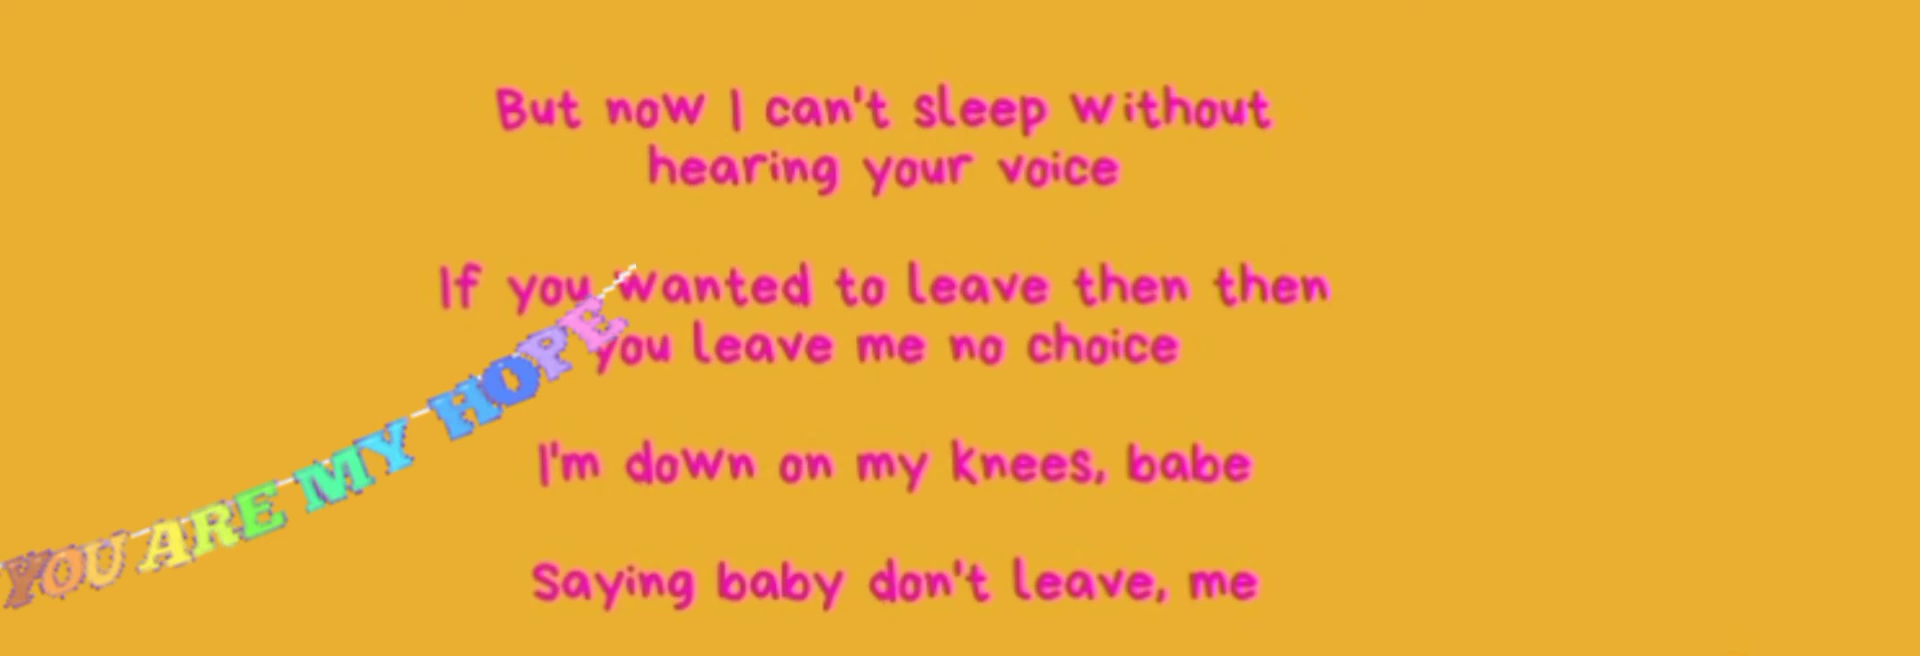 But now I can't sleep without
hearing your voice
If you wanted to leave then then
you leave me no choice
I'm down on my knees, babe
Saying baby don't leave, me
YOU ARE MY HOPE